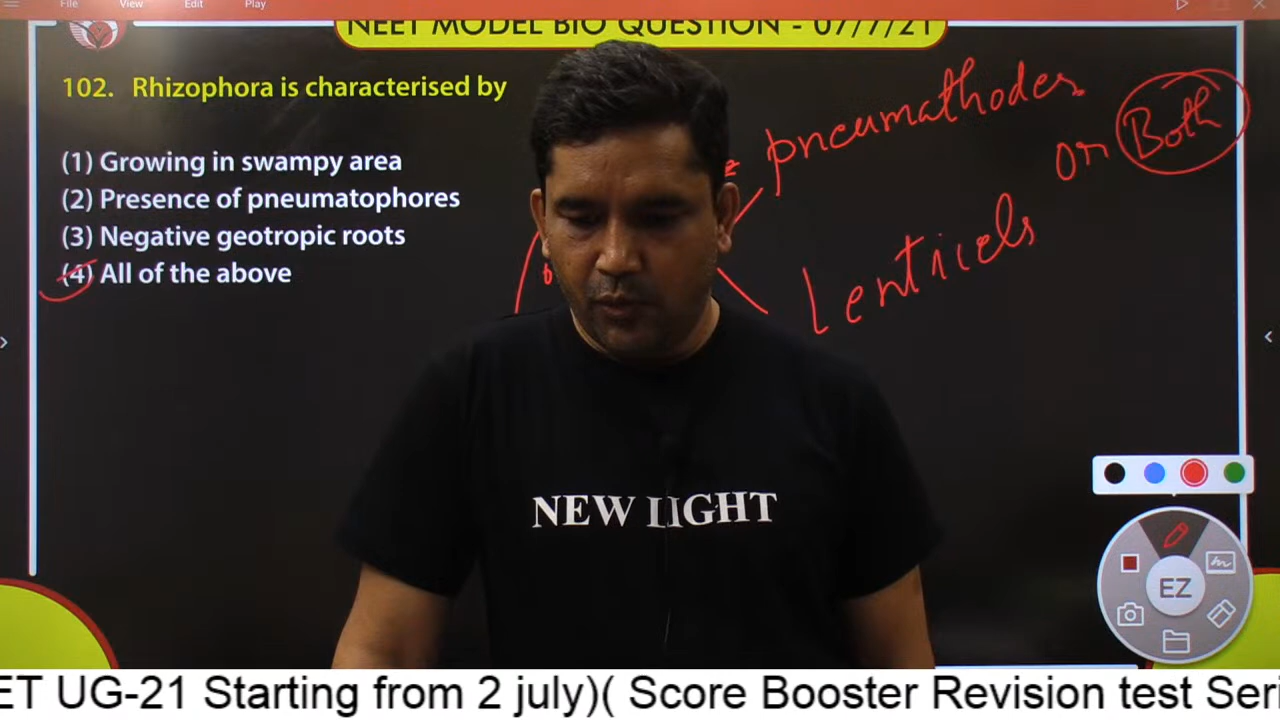 File View Edit Play
NEET MODEL BIO QUESTION - 07/7/21
102. Rhizophora is characterised by
(1) Growing in swampy area
(2) Presence of pneumatophores
(3) Negative geotropic roots
(4) All of the above
pneumathodes
or Both
Lenticels
NEW LIGHT
EZ
ET UG-21 Starting from 2 july)( Score Booster Revision test Seri